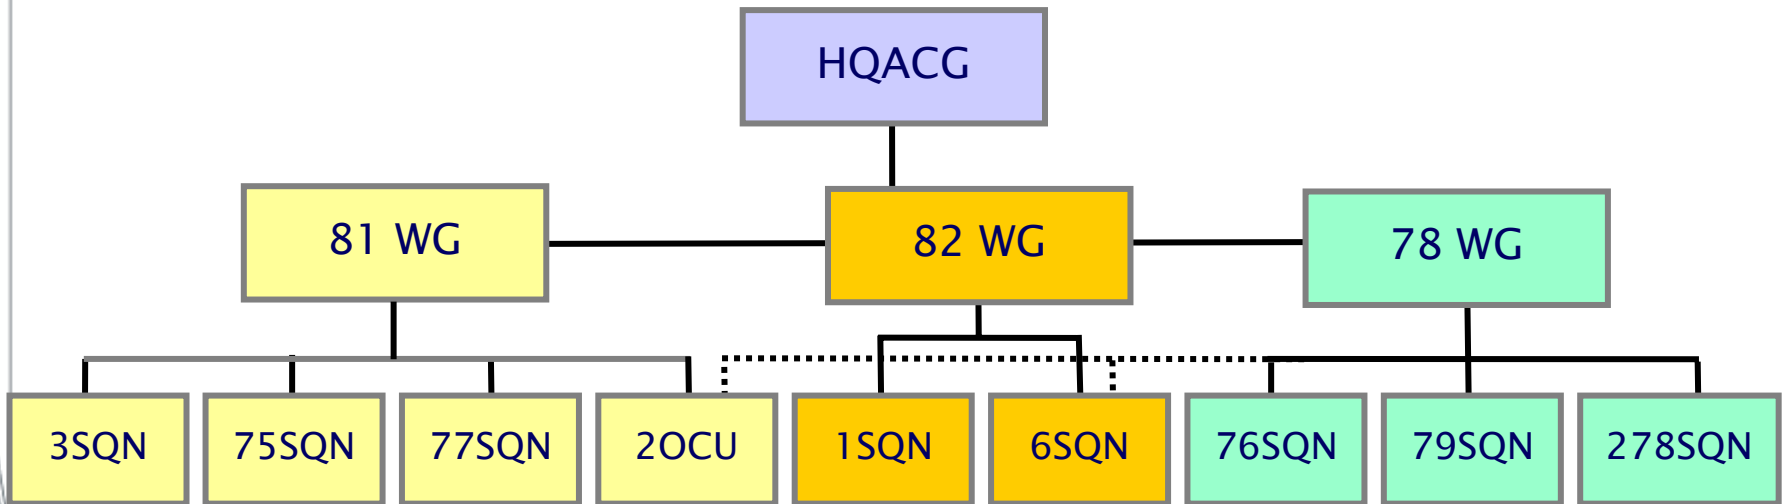 HQACG
81 WG
82 WG
78 WG
3SQN
75SQN
77SQN
2OCU
1SQN
6SQN
76SQN
79SQN
278SQN